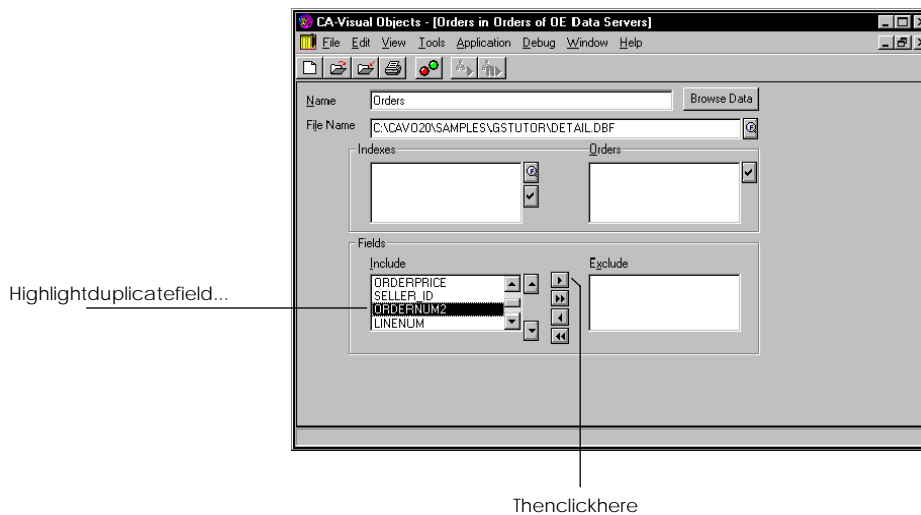 CA-Visual Objects - [Orders in Orders of OE Data Servers]
File Edit View Tools Application Debug Window Help
Name Orders Browse Data
File Name C:\CAVO20\SAMPLES\GSTUTOR\DETAIL.DBF
Indexes Orders
Fields
Include Exclude
ORDERPRICE
SELLER_ID
ORDERNUM2
LINENUM
Highlightduplicatefield...
Thenclickhere